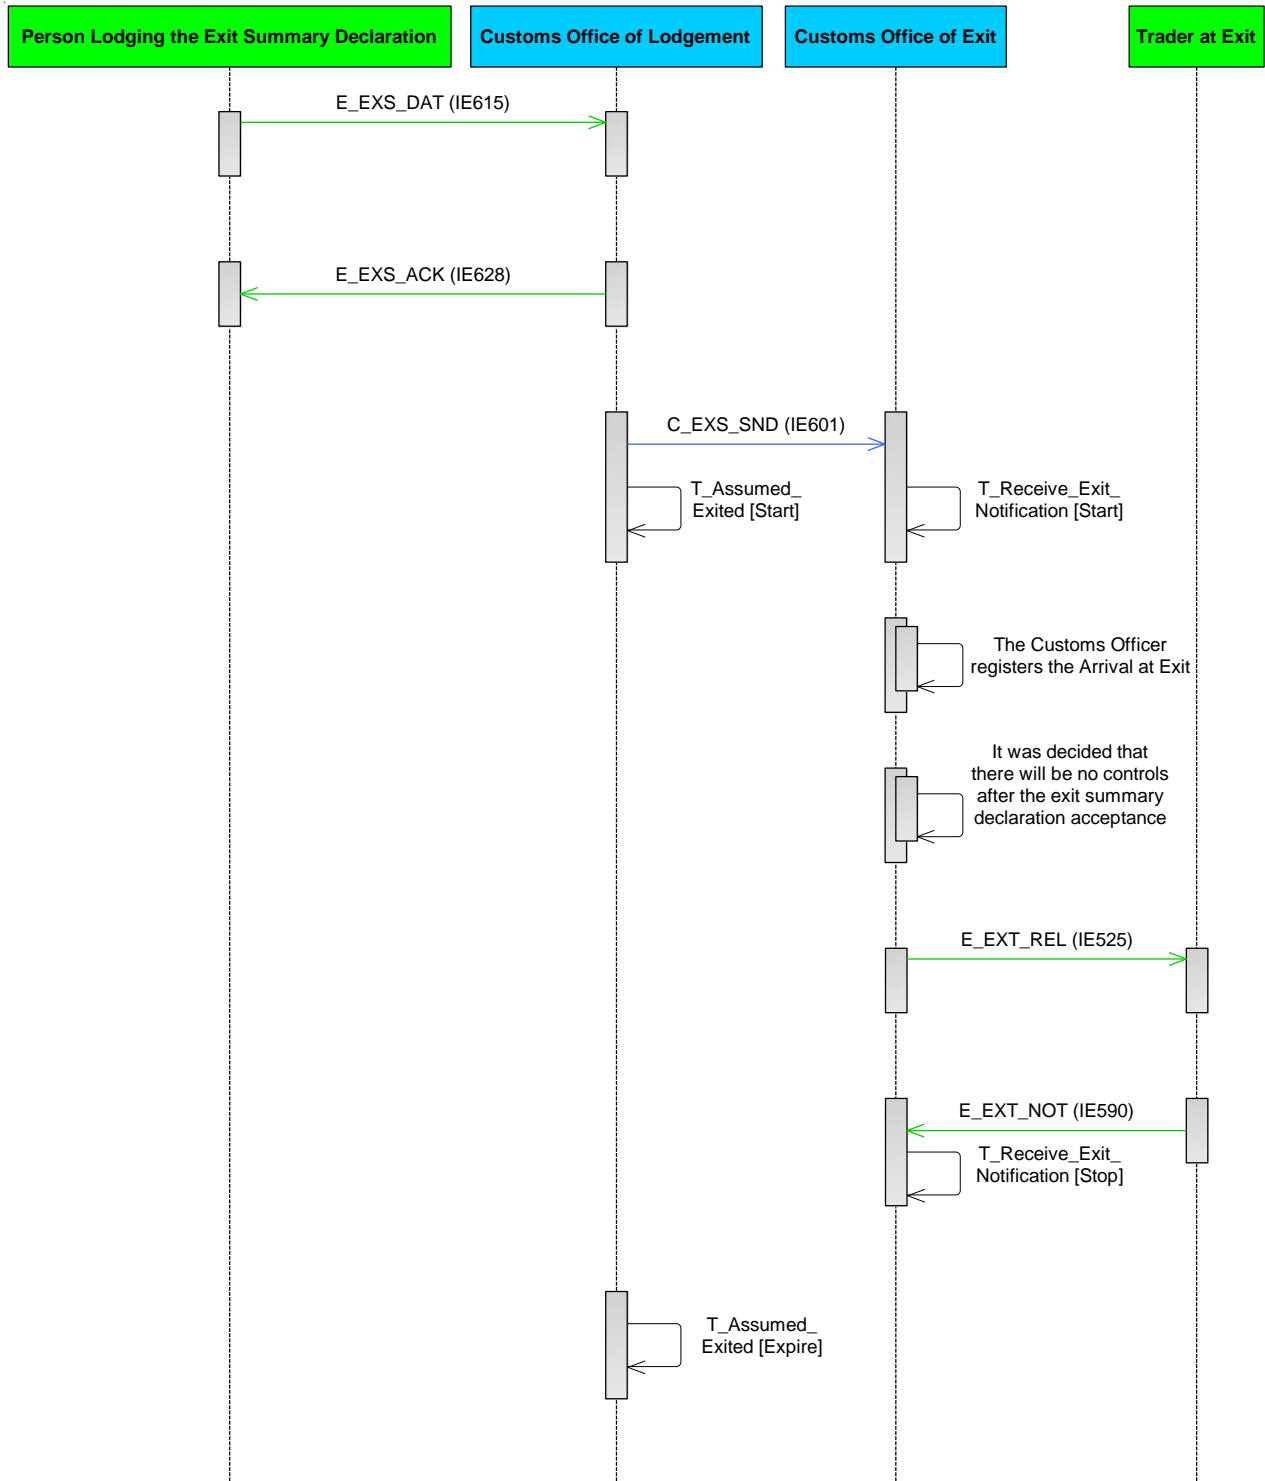 Person Lodging the Exit Summary Declaration
Customs Office of Lodgement
Customs Office of Exit
Trader at Exit
E_EXS_DAT (IE615)
E_EXS_ACK (IE628)
C_EXS_SND (IE601)
T_Assumed_
Exited [Start]
T_Receive_Exit_
Notification [Start]
The Customs Officer
registers the Arrival at Exit
It was decided that
there will be no controls
after the exit summary
declaration acceptance
E_EXT_REL (IE525)
E_EXT_NOT (IE590)
T_Receive_Exit_
Notification [Stop]
T_Assumed_
Exited [Expire]